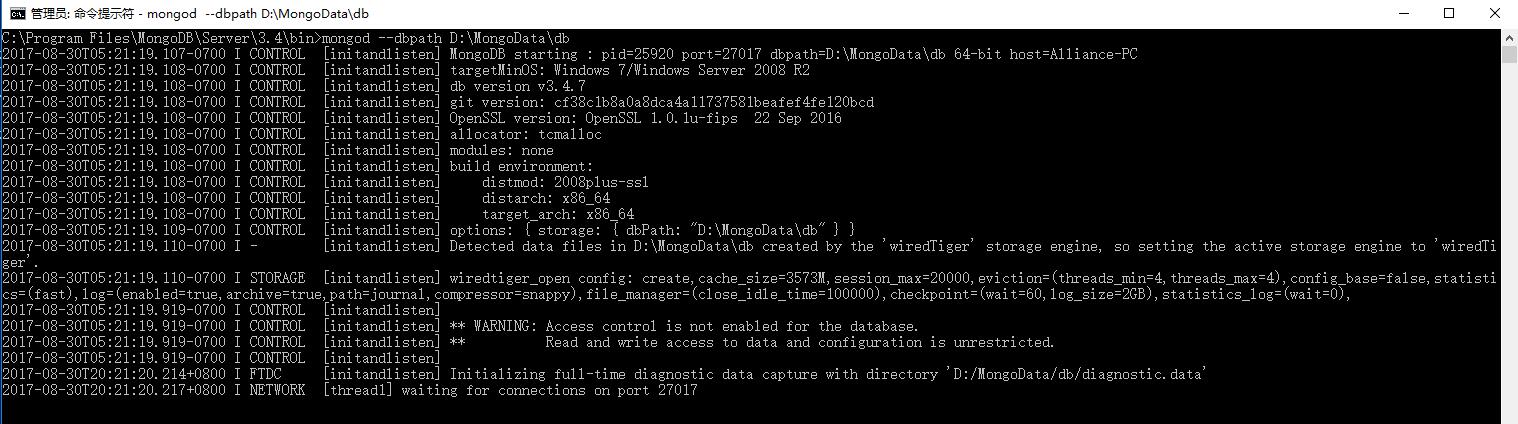 管理员: 命令提示符 - mongod  --dbpath D:\MongoData\db
C:\Program Files\MongoDB\Server\3.4\bin>mongod --dbpath D:\MongoData\db
2017-08-30T05:21:19.107-0700 I CONTROL  [initandlisten] MongoDB starting : pid=25920 port=27017 dbpath=D:\MongoData\db 64-bit host=Alliance-PC
2017-08-30T05:21:19.108-0700 I CONTROL  [initandlisten] targetMinOS: Windows 7/Windows Server 2008 R2
2017-08-30T05:21:19.108-0700 I CONTROL  [initandlisten] db version v3.4.7
2017-08-30T05:21:19.108-0700 I CONTROL  [initandlisten] git version: cf38c1b8a0a8dca4a11737581beafef4fe120bcd
2017-08-30T05:21:19.108-0700 I CONTROL  [initandlisten] OpenSSL version: OpenSSL 1.0.1u-fips  22 Sep 2016
2017-08-30T05:21:19.108-0700 I CONTROL  [initandlisten] allocator: tcmalloc
2017-08-30T05:21:19.108-0700 I CONTROL  [initandlisten] modules: none
2017-08-30T05:21:19.108-0700 I CONTROL  [initandlisten] build environment:
2017-08-30T05:21:19.108-0700 I CONTROL  [initandlisten]     distmod: 2008plus-ssl
2017-08-30T05:21:19.108-0700 I CONTROL  [initandlisten]     distarch: x86_64
2017-08-30T05:21:19.108-0700 I CONTROL  [initandlisten]     target_arch: x86_64
2017-08-30T05:21:19.109-0700 I CONTROL  [initandlisten] options: { storage: { dbPath: "D:\MongoData\db" } }
2017-08-30T05:21:19.110-0700 I -        [initandlisten] Detected data files in D:\MongoData\db created by the 'wiredTiger' storage engine, so setting the active storage engine to 'wiredTi
ger'.
2017-08-30T05:21:19.110-0700 I STORAGE  [initandlisten] wiredtiger_open config: create,cache_size=3573M,session_max=20000,eviction=(threads_min=4,threads_max=4),config_base=false,statisti
cs=(fast),log=(enabled=true,archive=true,path=journal,compressor=snappy),file_manager=(close_idle_time=100000),checkpoint=(wait=60,log_size=2GB),statistics_log=(wait=0),
2017-08-30T05:21:19.919-0700 I CONTROL  [initandlisten]
2017-08-30T05:21:19.919-0700 I CONTROL  [initandlisten] ** WARNING: Access control is not enabled for the database.
2017-08-30T05:21:19.919-0700 I CONTROL  [initandlisten] **          Read and write access to data and configuration is unrestricted.
2017-08-30T05:21:19.919-0700 I CONTROL  [initandlisten]
2017-08-30T20:21:20.214+0800 I FTDC     [initandlisten] Initializing full-time diagnostic data capture with directory 'D:/MongoData/db/diagnostic.data'
2017-08-30T20:21:20.217+0800 I NETWORK  [thread1] waiting for connections on port 27017